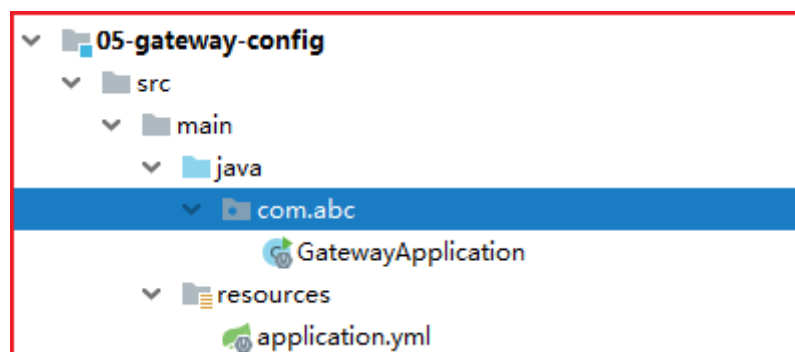 05-gateway-config
src
main
java
com.abc
GatewayApplication
resources
application.yml